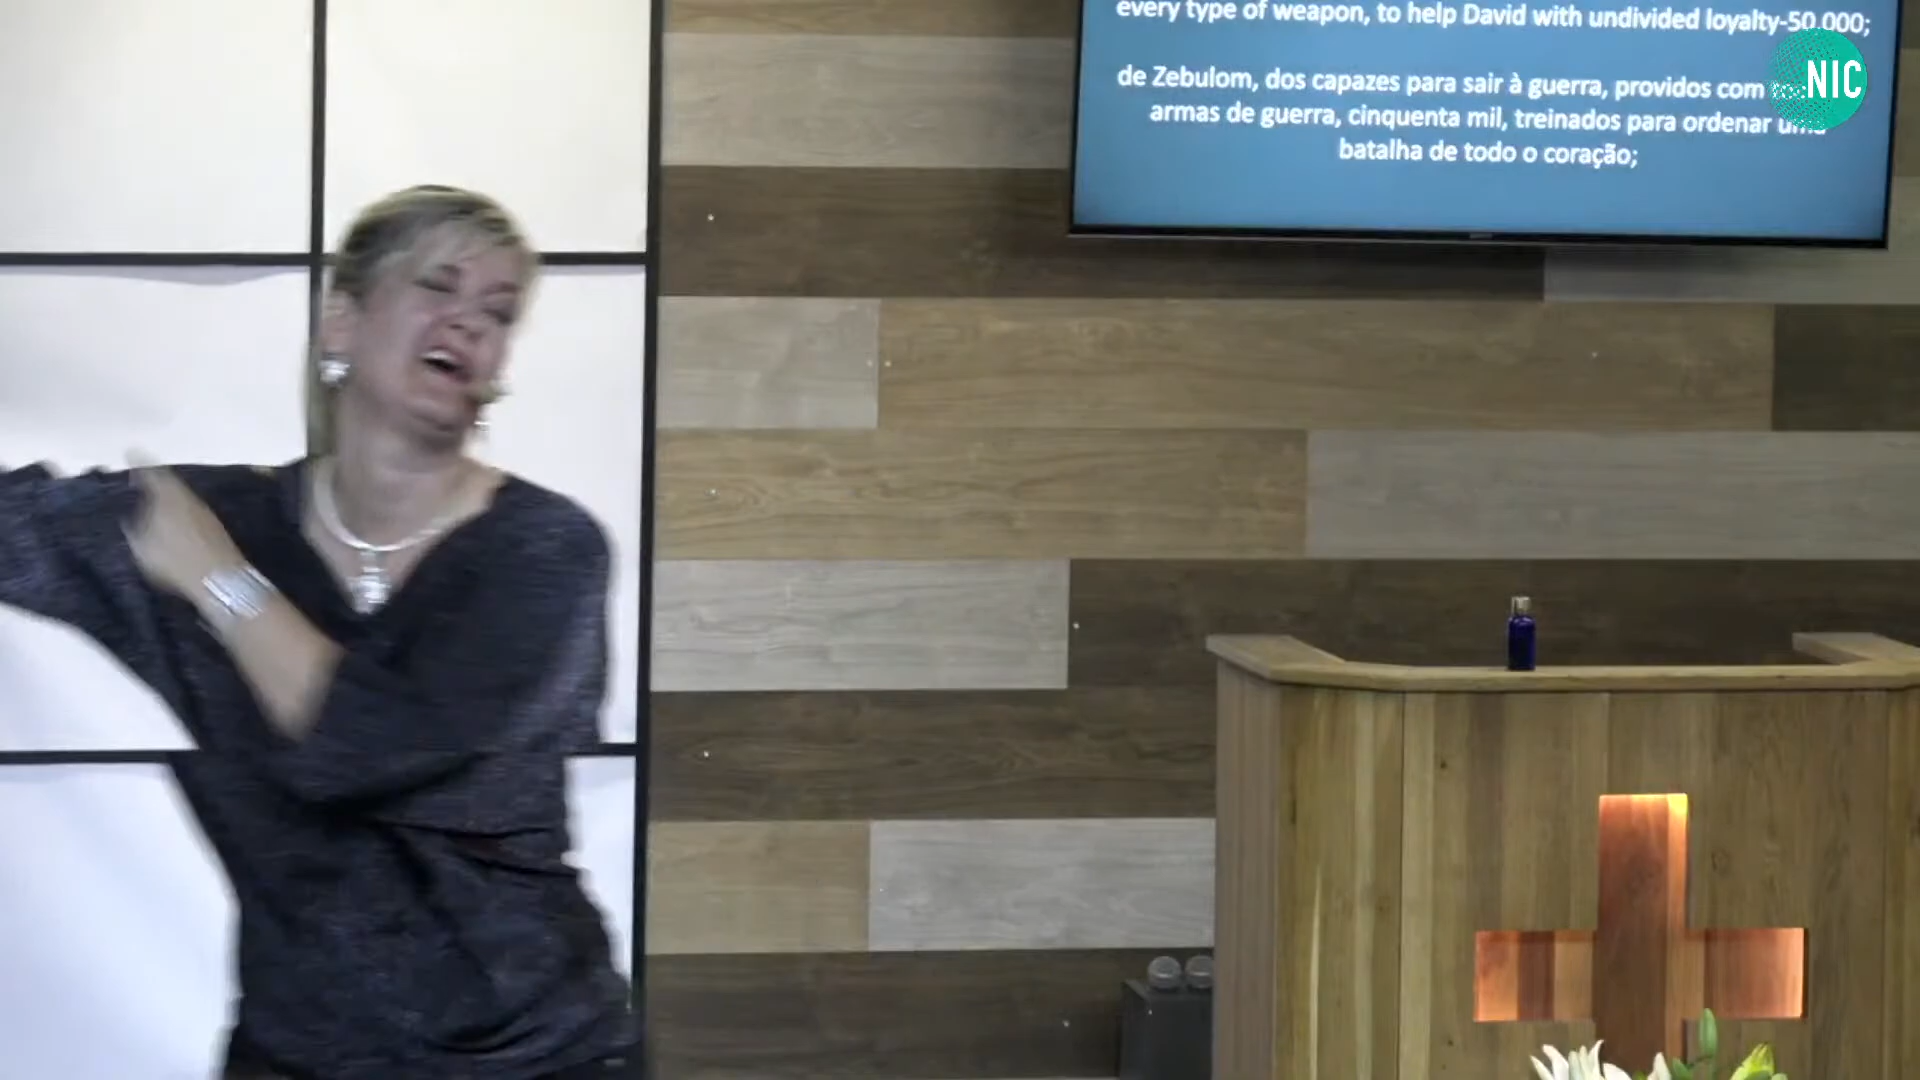 every type of weapon, to help David with undivided loyalty-50,000;
de Zebulom, dos capazes para sair à guerra, providos com
armas de guerra, cinquenta mil, treinados para ordenar uma
batalha de todo o coração;
NIC